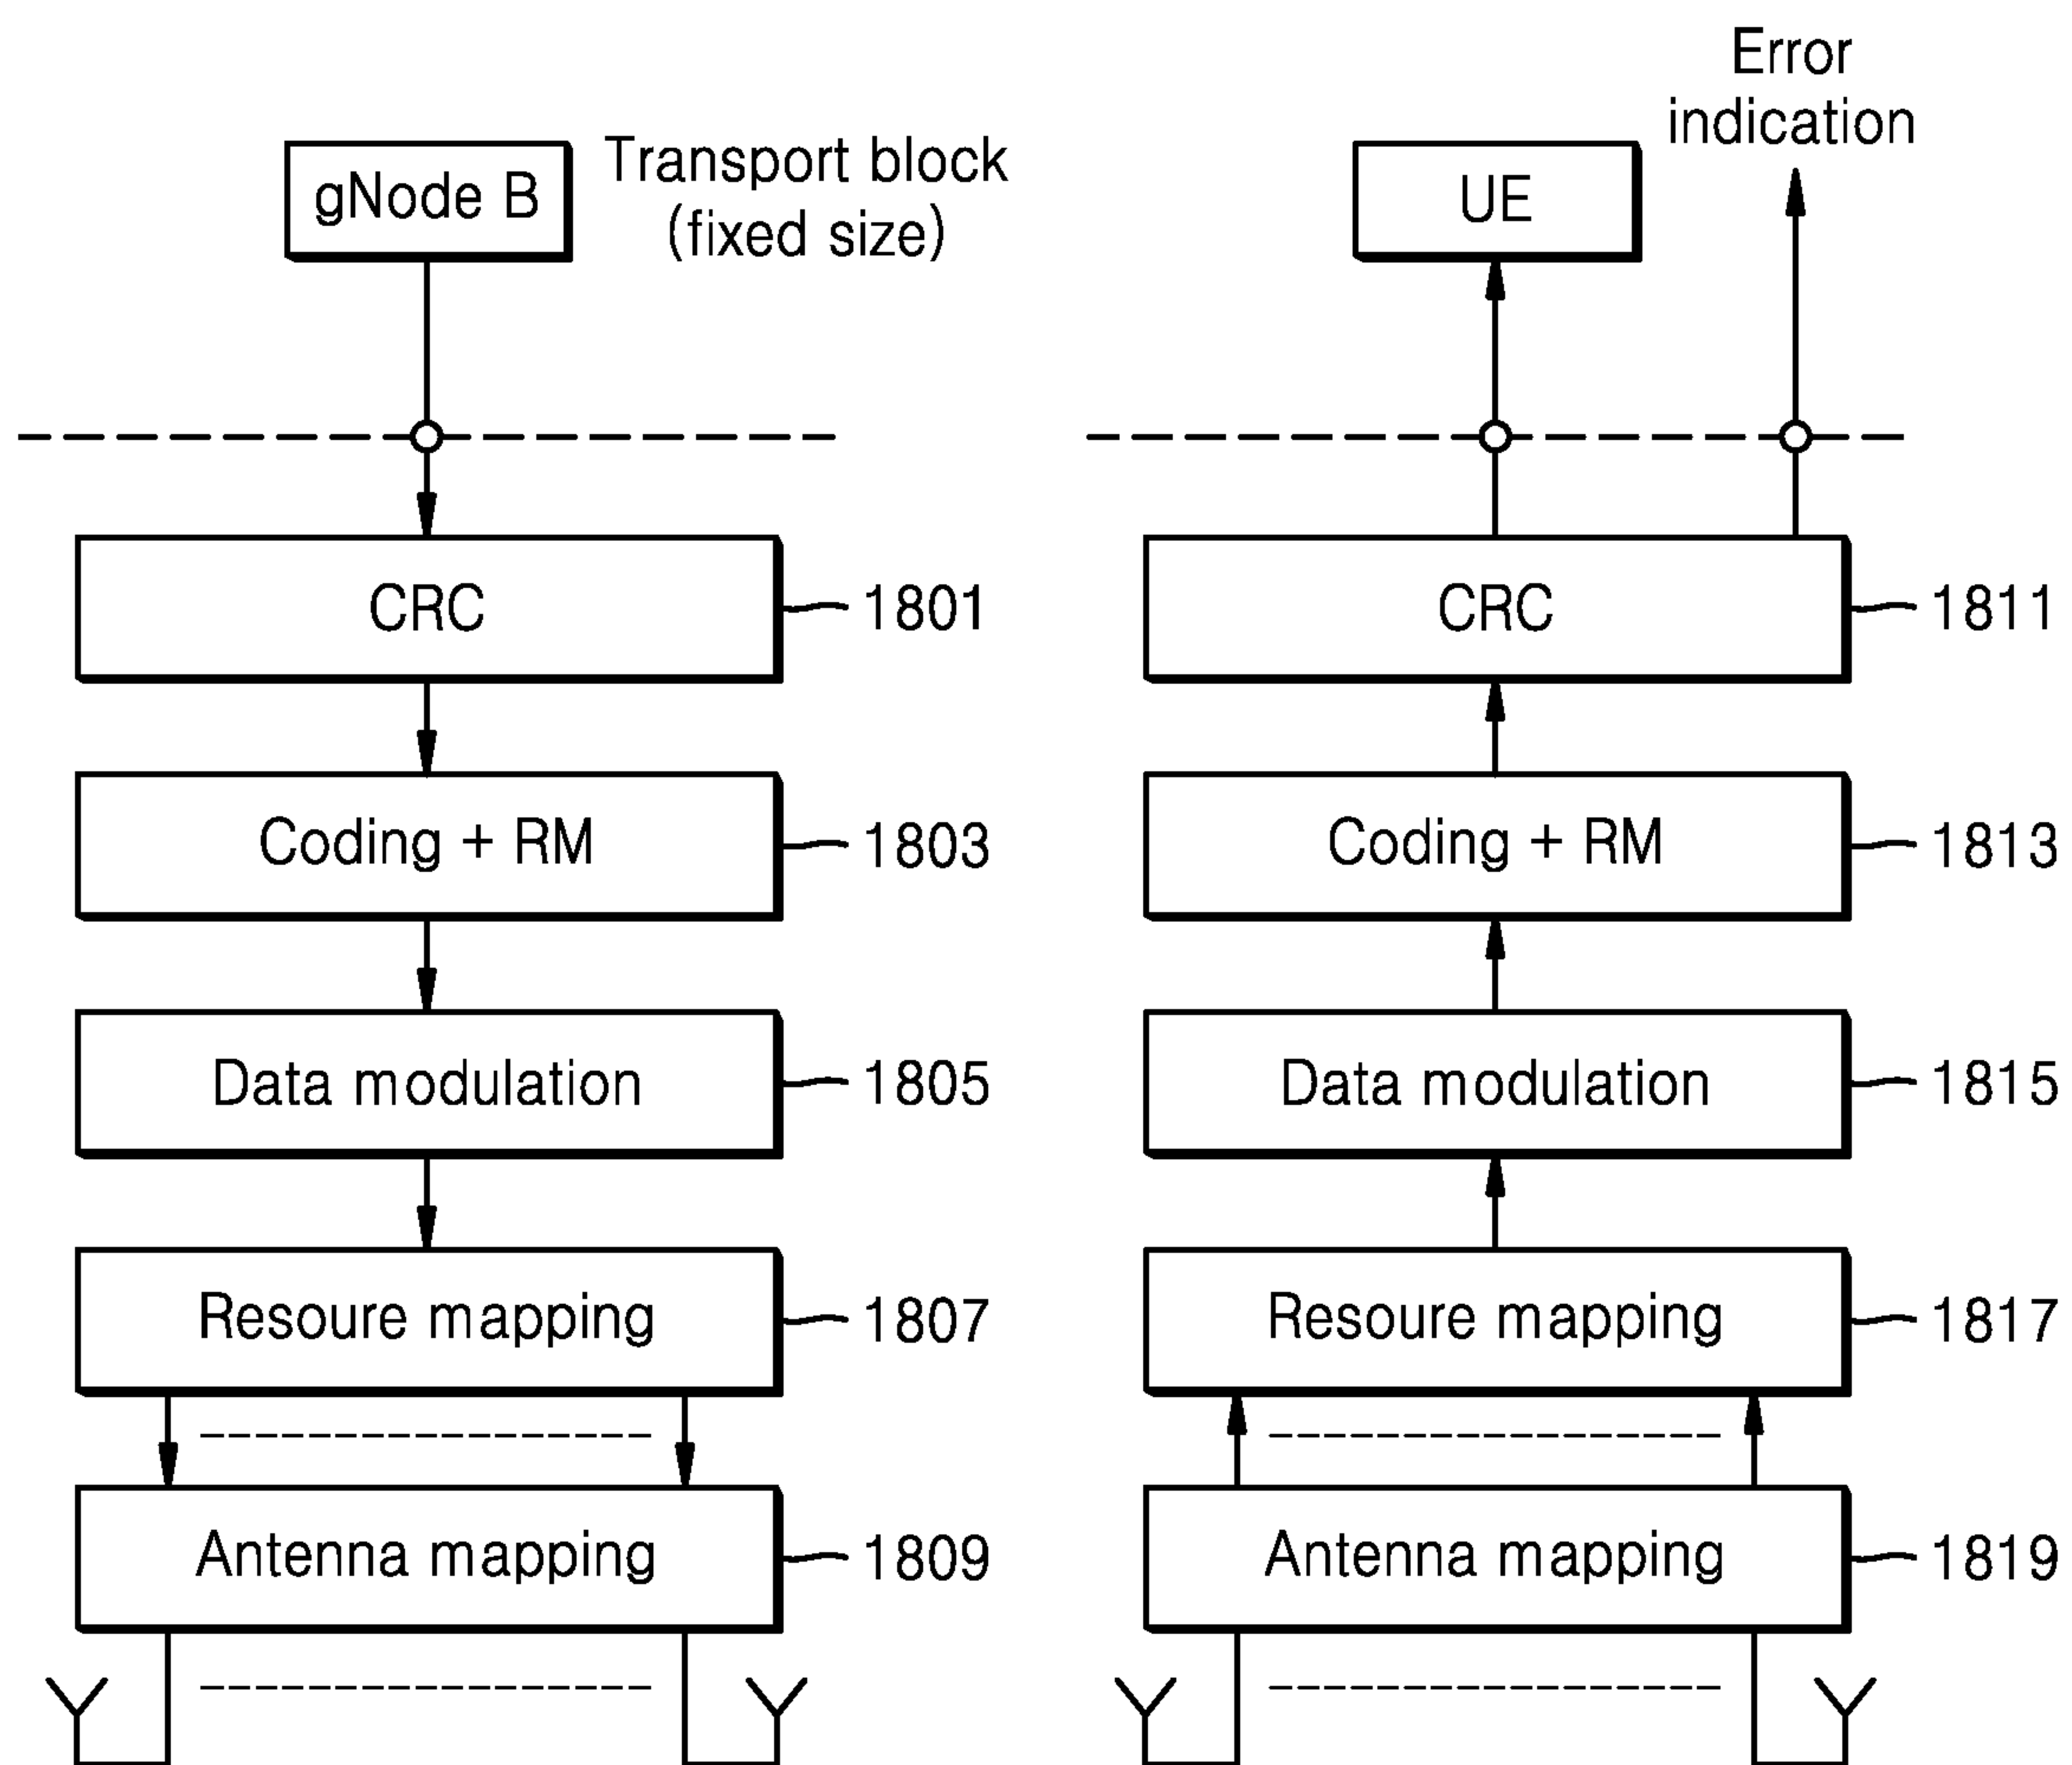 gNode B
Transport block
(fixed size)
CRC
1801
Coding + RM
1803
Data modulation
1805
Resoure mapping
1807
Antenna mapping
1809
Error
indication
UE
CRC
1811
Coding + RM
1813
Data modulation
1815
Resoure mapping
1817
Antenna mapping
1819